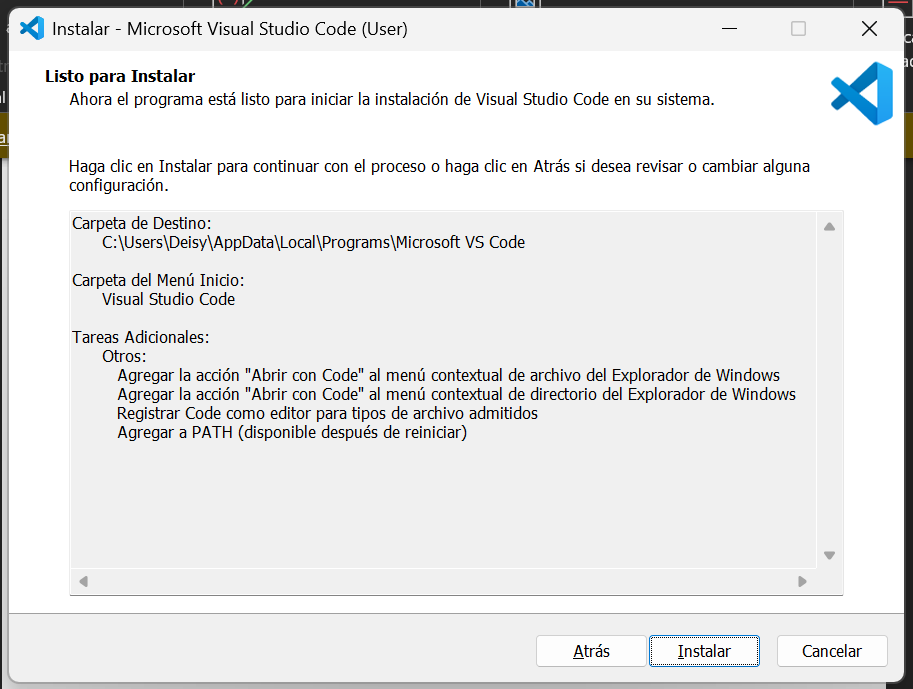 Instalar - Microsoft Visual Studio Code (User)
Listo para Instalar
Ahora el programa está listo para iniciar la instalación de Visual Studio Code en su sistema.
Haga clic en Instalar para continuar con el proceso o haga clic en Atrás si desea revisar o cambiar alguna
configuración.
Carpeta de Destino:
C:\Users\Deisy\AppData\Local\Programs\Microsoft VS Code
Carpeta del Menú Inicio:
Visual Studio Code
Tareas Adicionales:
Otros:
Agregar la acción "Abrir con Code" al menú contextual de archivo del Explorador de Windows
Agregar la acción "Abrir con Code" al menú contextual de directorio del Explorador de Windows
Registrar Code como editor para tipos de archivo admitidos
Agregar a PATH (disponible después de reiniciar)
Atrás Instalar Cancelar